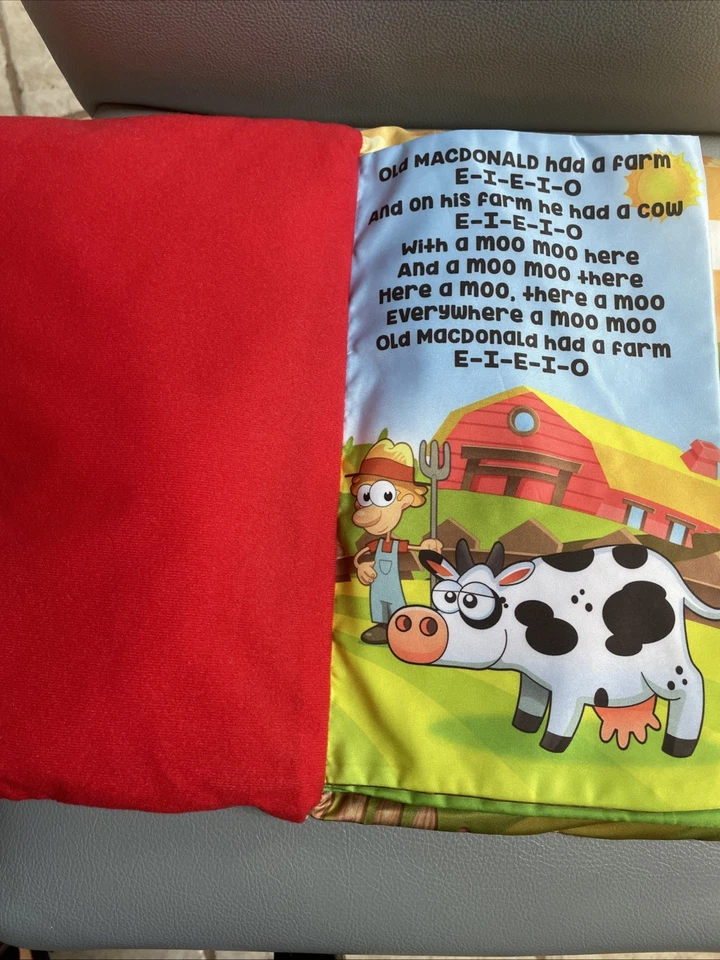 Old MACDONALD had a farm
E-I-E-I-O
And on his farm he had a cow
E-I-E-I-O
With a moo moo here
And a moo moo there
Here a moo, there a moo
Everywhere a moo moo
Old MacDonald had a farm
E-I-E-I-O